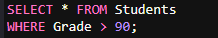 SELECT * FROM Students
WHERE Grade > 90;